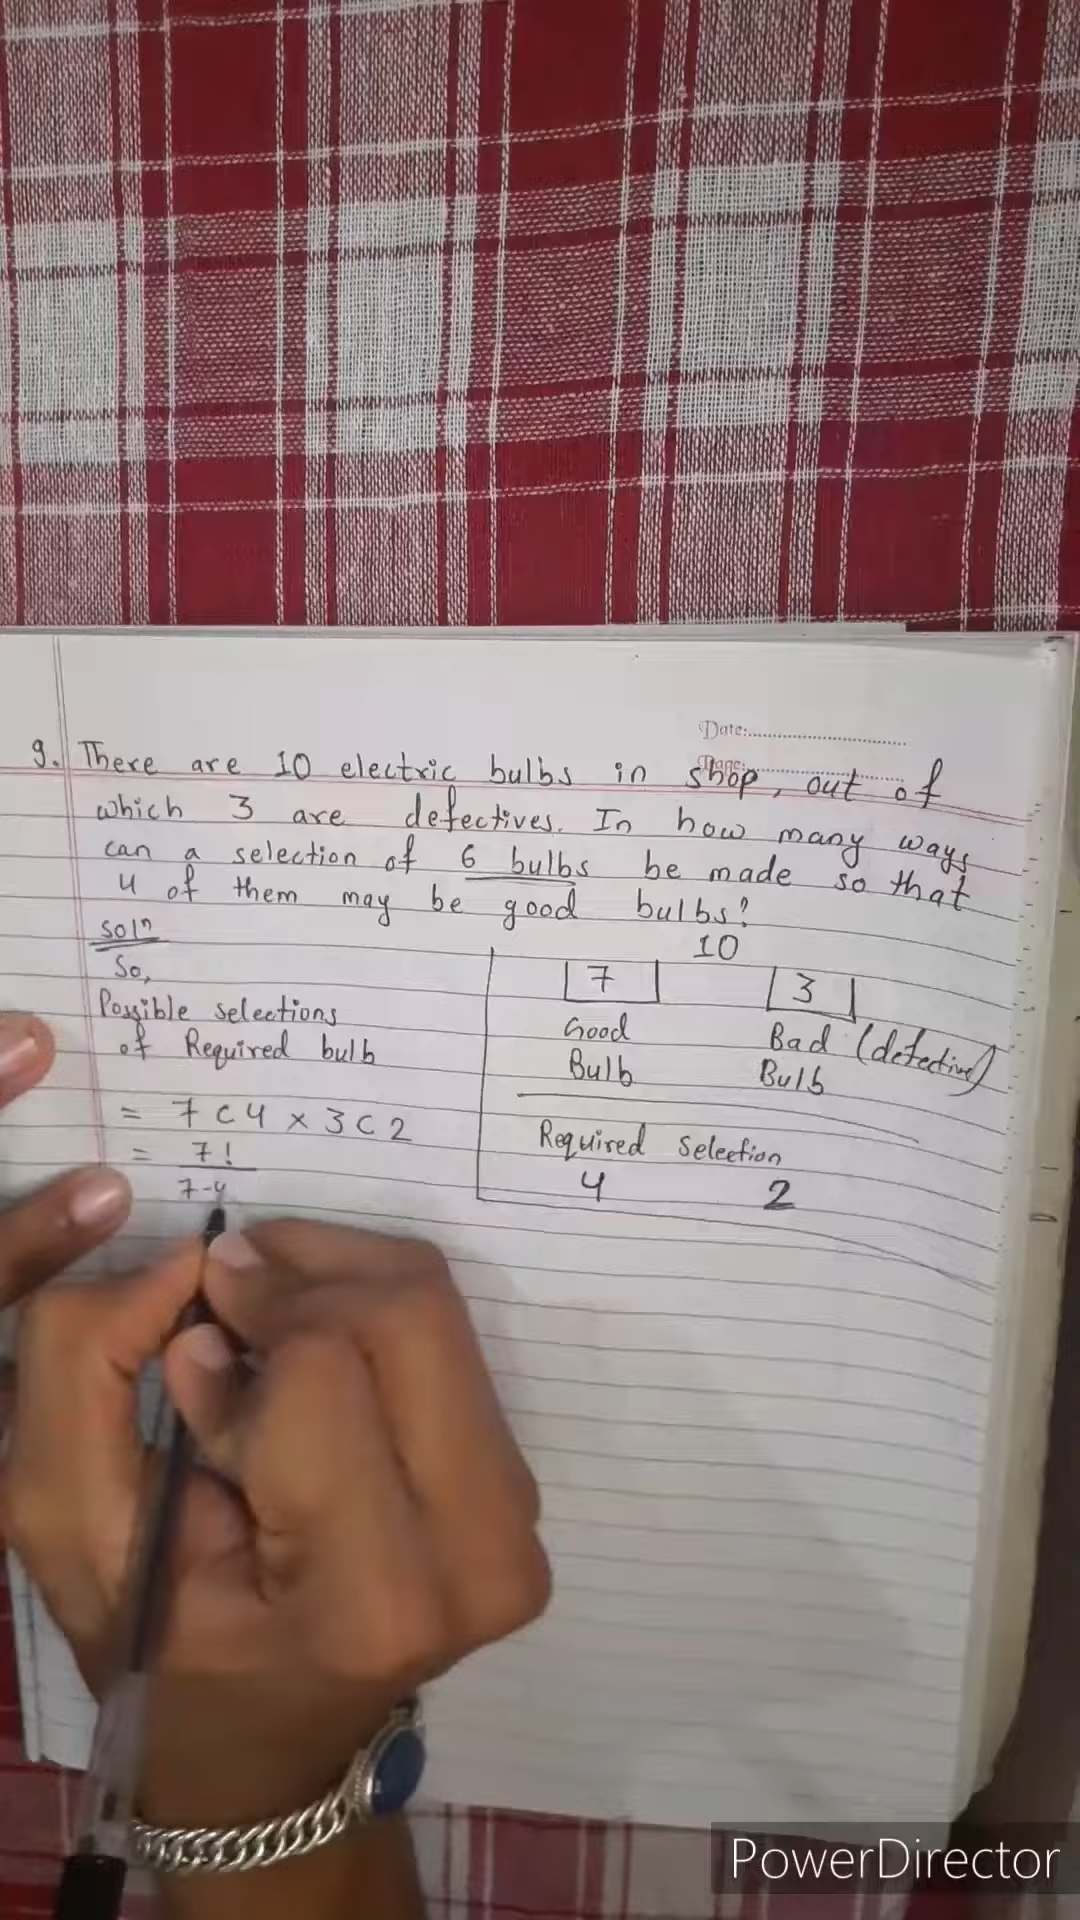 Date:
Page:
9. There are 10 electric bulbs in shop, out of
which 3 are defectives. In how many ways
can a selection of 6 bulbs be made so that
4 of them may be good bulbs?
Solⁿ
So,
Possible selections
of Required bulb
= 7C4 × 3C2
= 7!
7-4
10
7 3
Good Bad (defective)
Bulb Bulb
Required Selection
4 2
PowerDirector